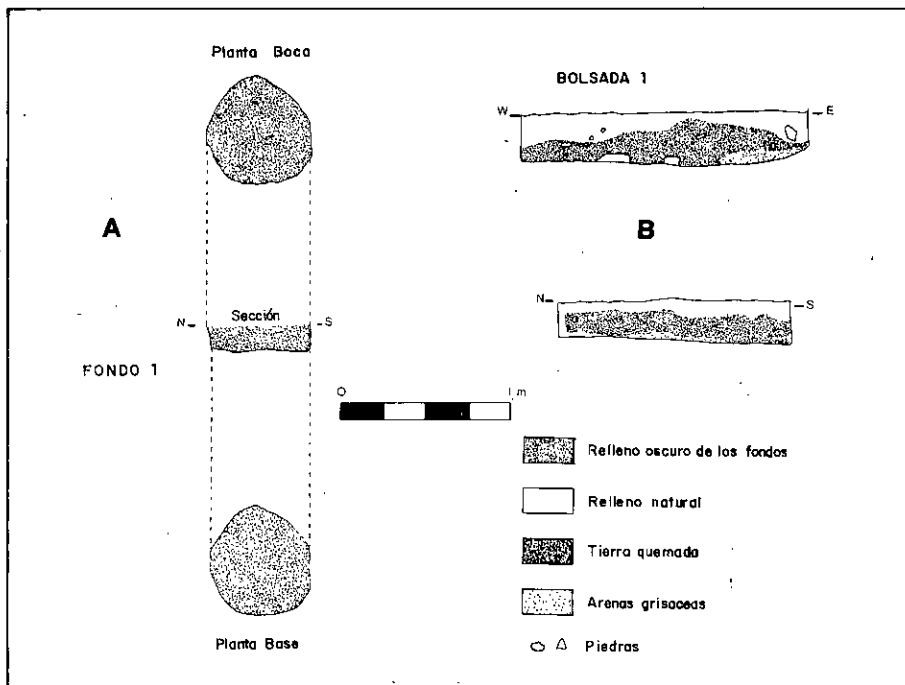 Planta Boca
A
N
Sección
S
FONDO 1
Planta Base
BOLSADA 1
W
E
B
N
S
0 1 m
Relleno oscuro de los fondos
Relleno natural
Tierra quemada
Arenas grisaceas
Piedras